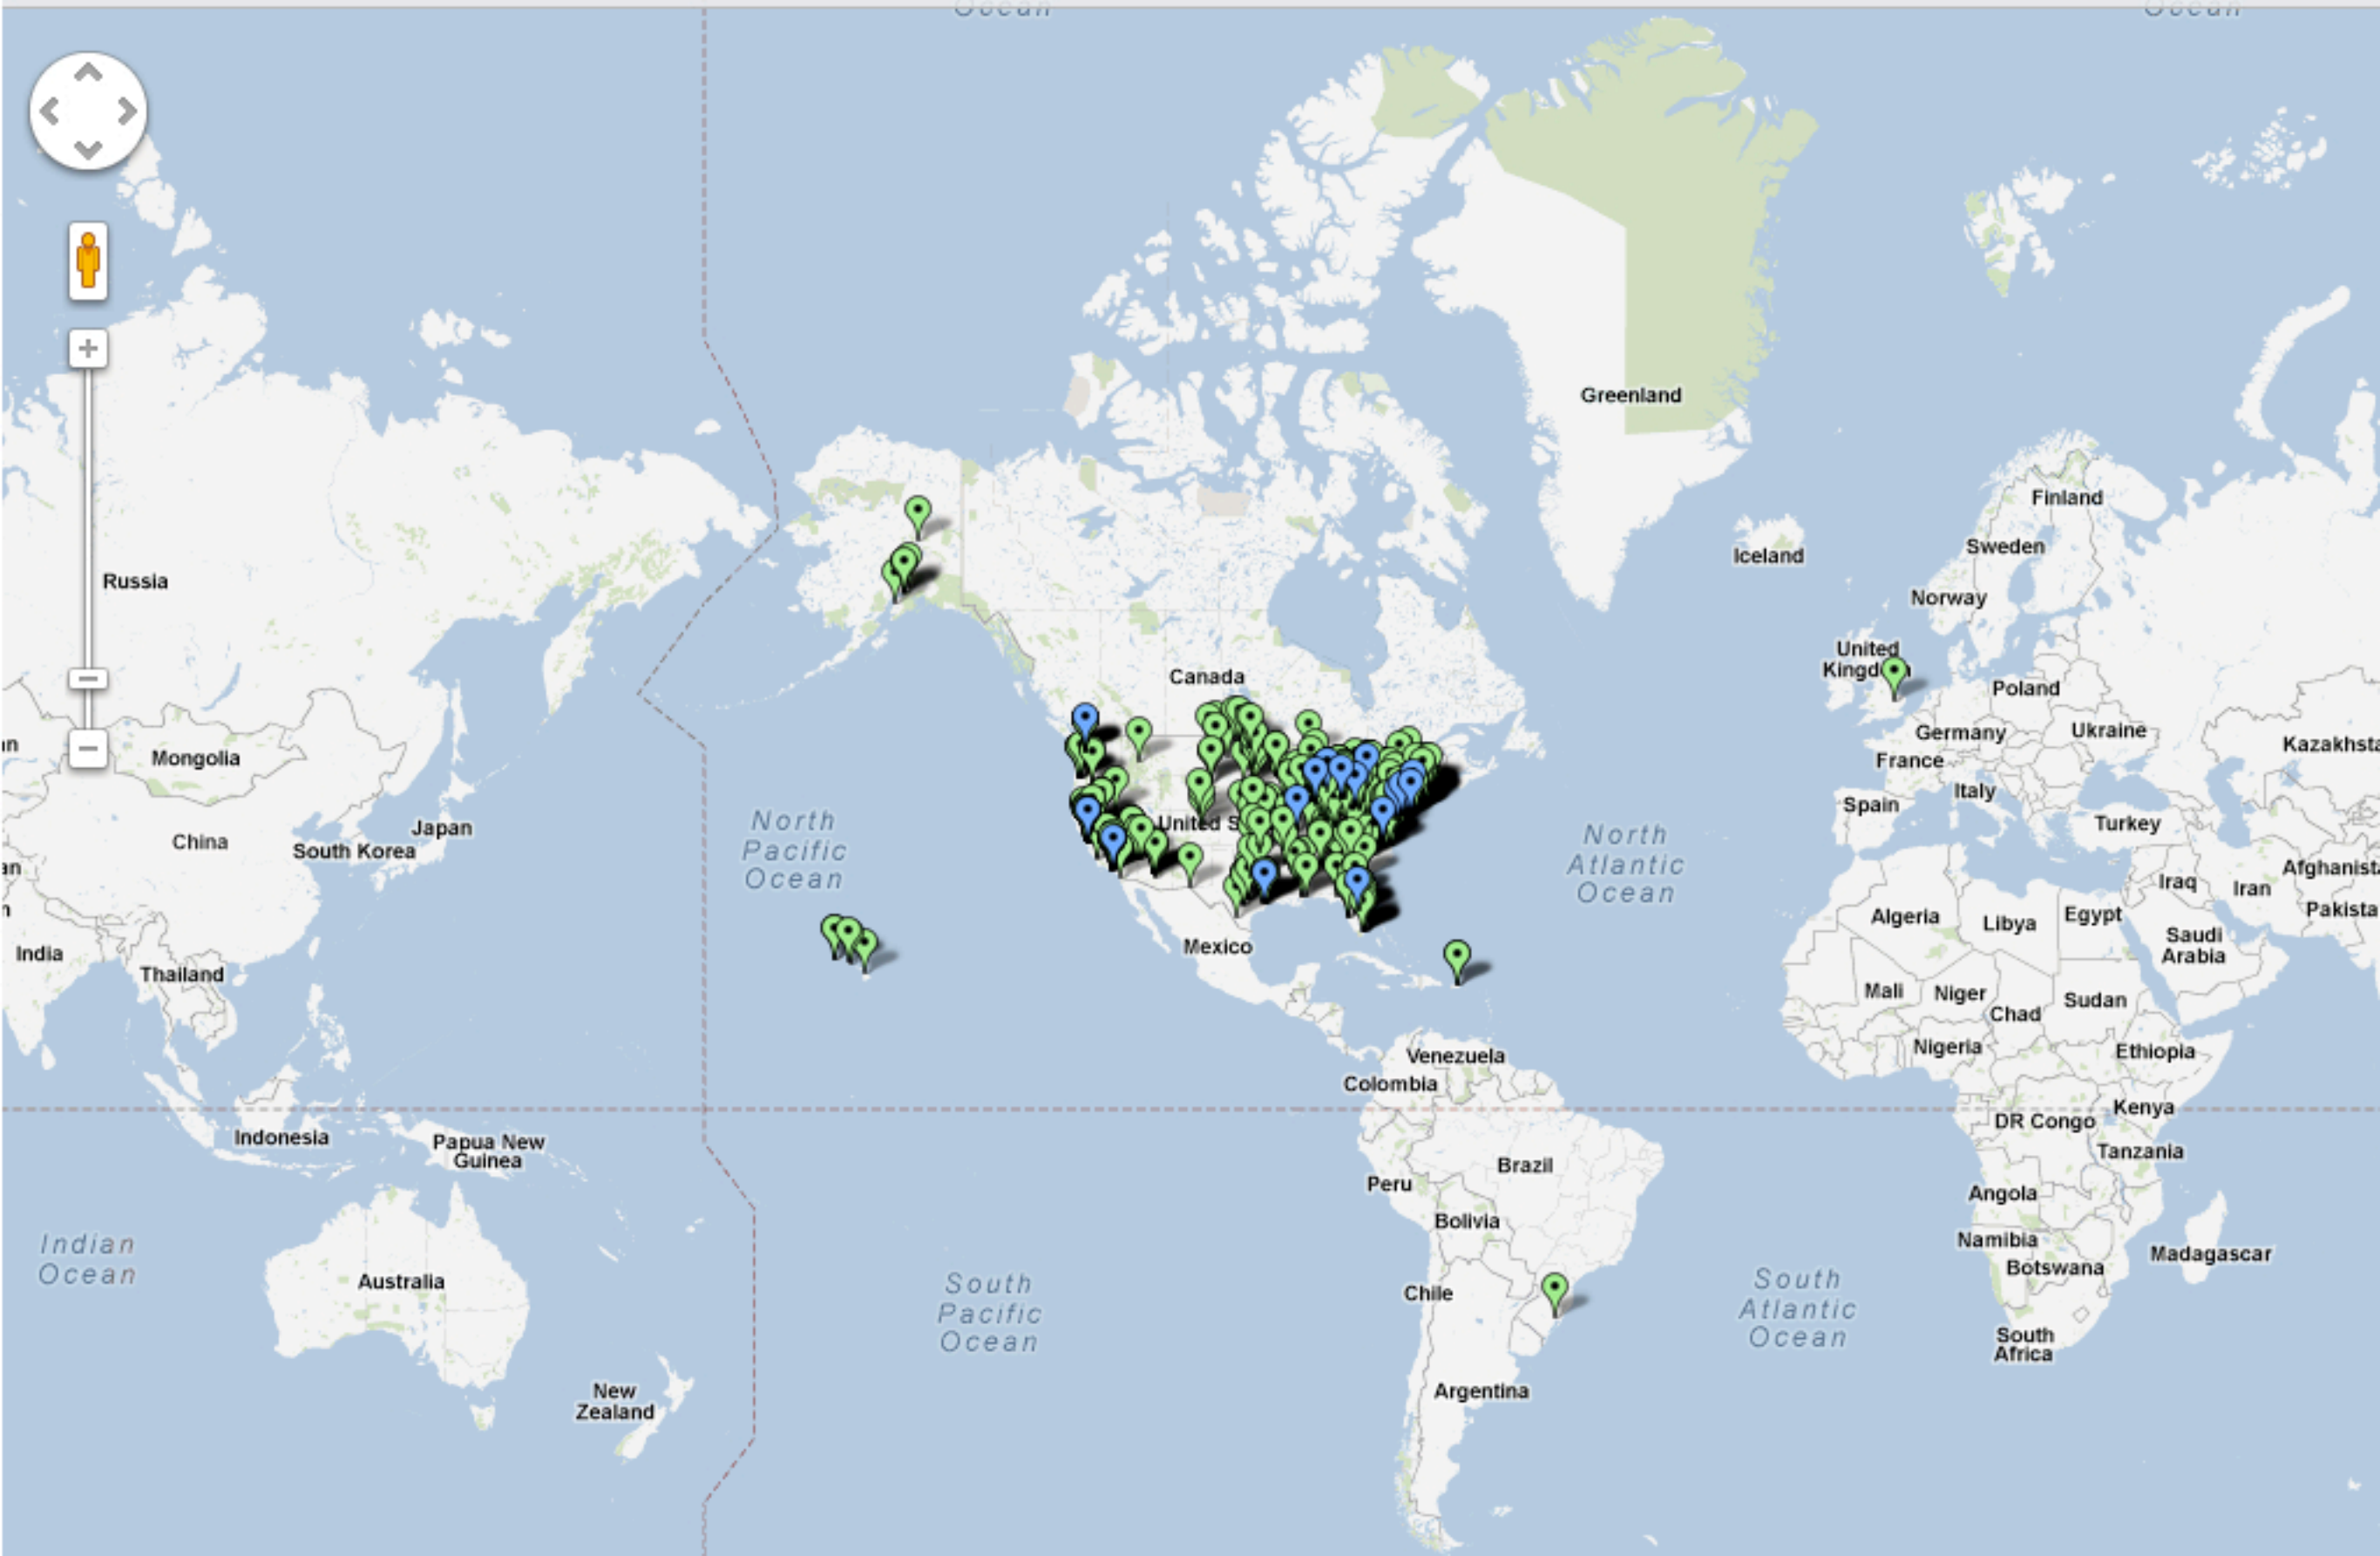 Ocean
Ocean
Greenland
Finland
Iceland
Sweden
Russia
Norway
United
Canada
Poland
Mongolia
Germany
Ukraine
France
Italy
Spain
Japan
North
Pacific
Ocean
United S
North
Atlantic
Ocean
Turkey
China
South Korea
Iraq
Iran
Algeria
Libya
Egypt
Saudi
Arabia
India
Mexico
Thailand
Mali
Niger
Chad
Sudan
Nigeria
Ethiopia
Venezuela
Colombia
Kenya
DR Congo
Indonesia
Papua New
Guinea
Tanzania
Brazil
Peru
Angola
Bolivia
Namibia
Madagascar
Indian
Ocean
Botswana
Australia
Chile
South
Pacific
Ocean
South
Atlantic
Ocean
South
Africa
New
Zealand
Argentina